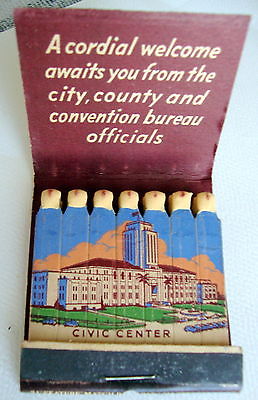 A cordial welcome
awaits you from the
city, county and
convention bureau
officials
CIVIC CENTER